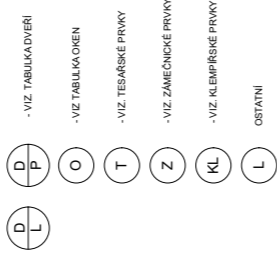 D L D P - VIZ. TABULKA DVEŘÍ
O - VIZ TABULKA OKEN
T - VIZ. TESAŘSKÉ PRVKY
Z - VIZ. ZÁMEČNICKÉ PRVKY
KL - VIZ. KLEMPÍŘSKÉ PRVKY
L OSTATNÍ